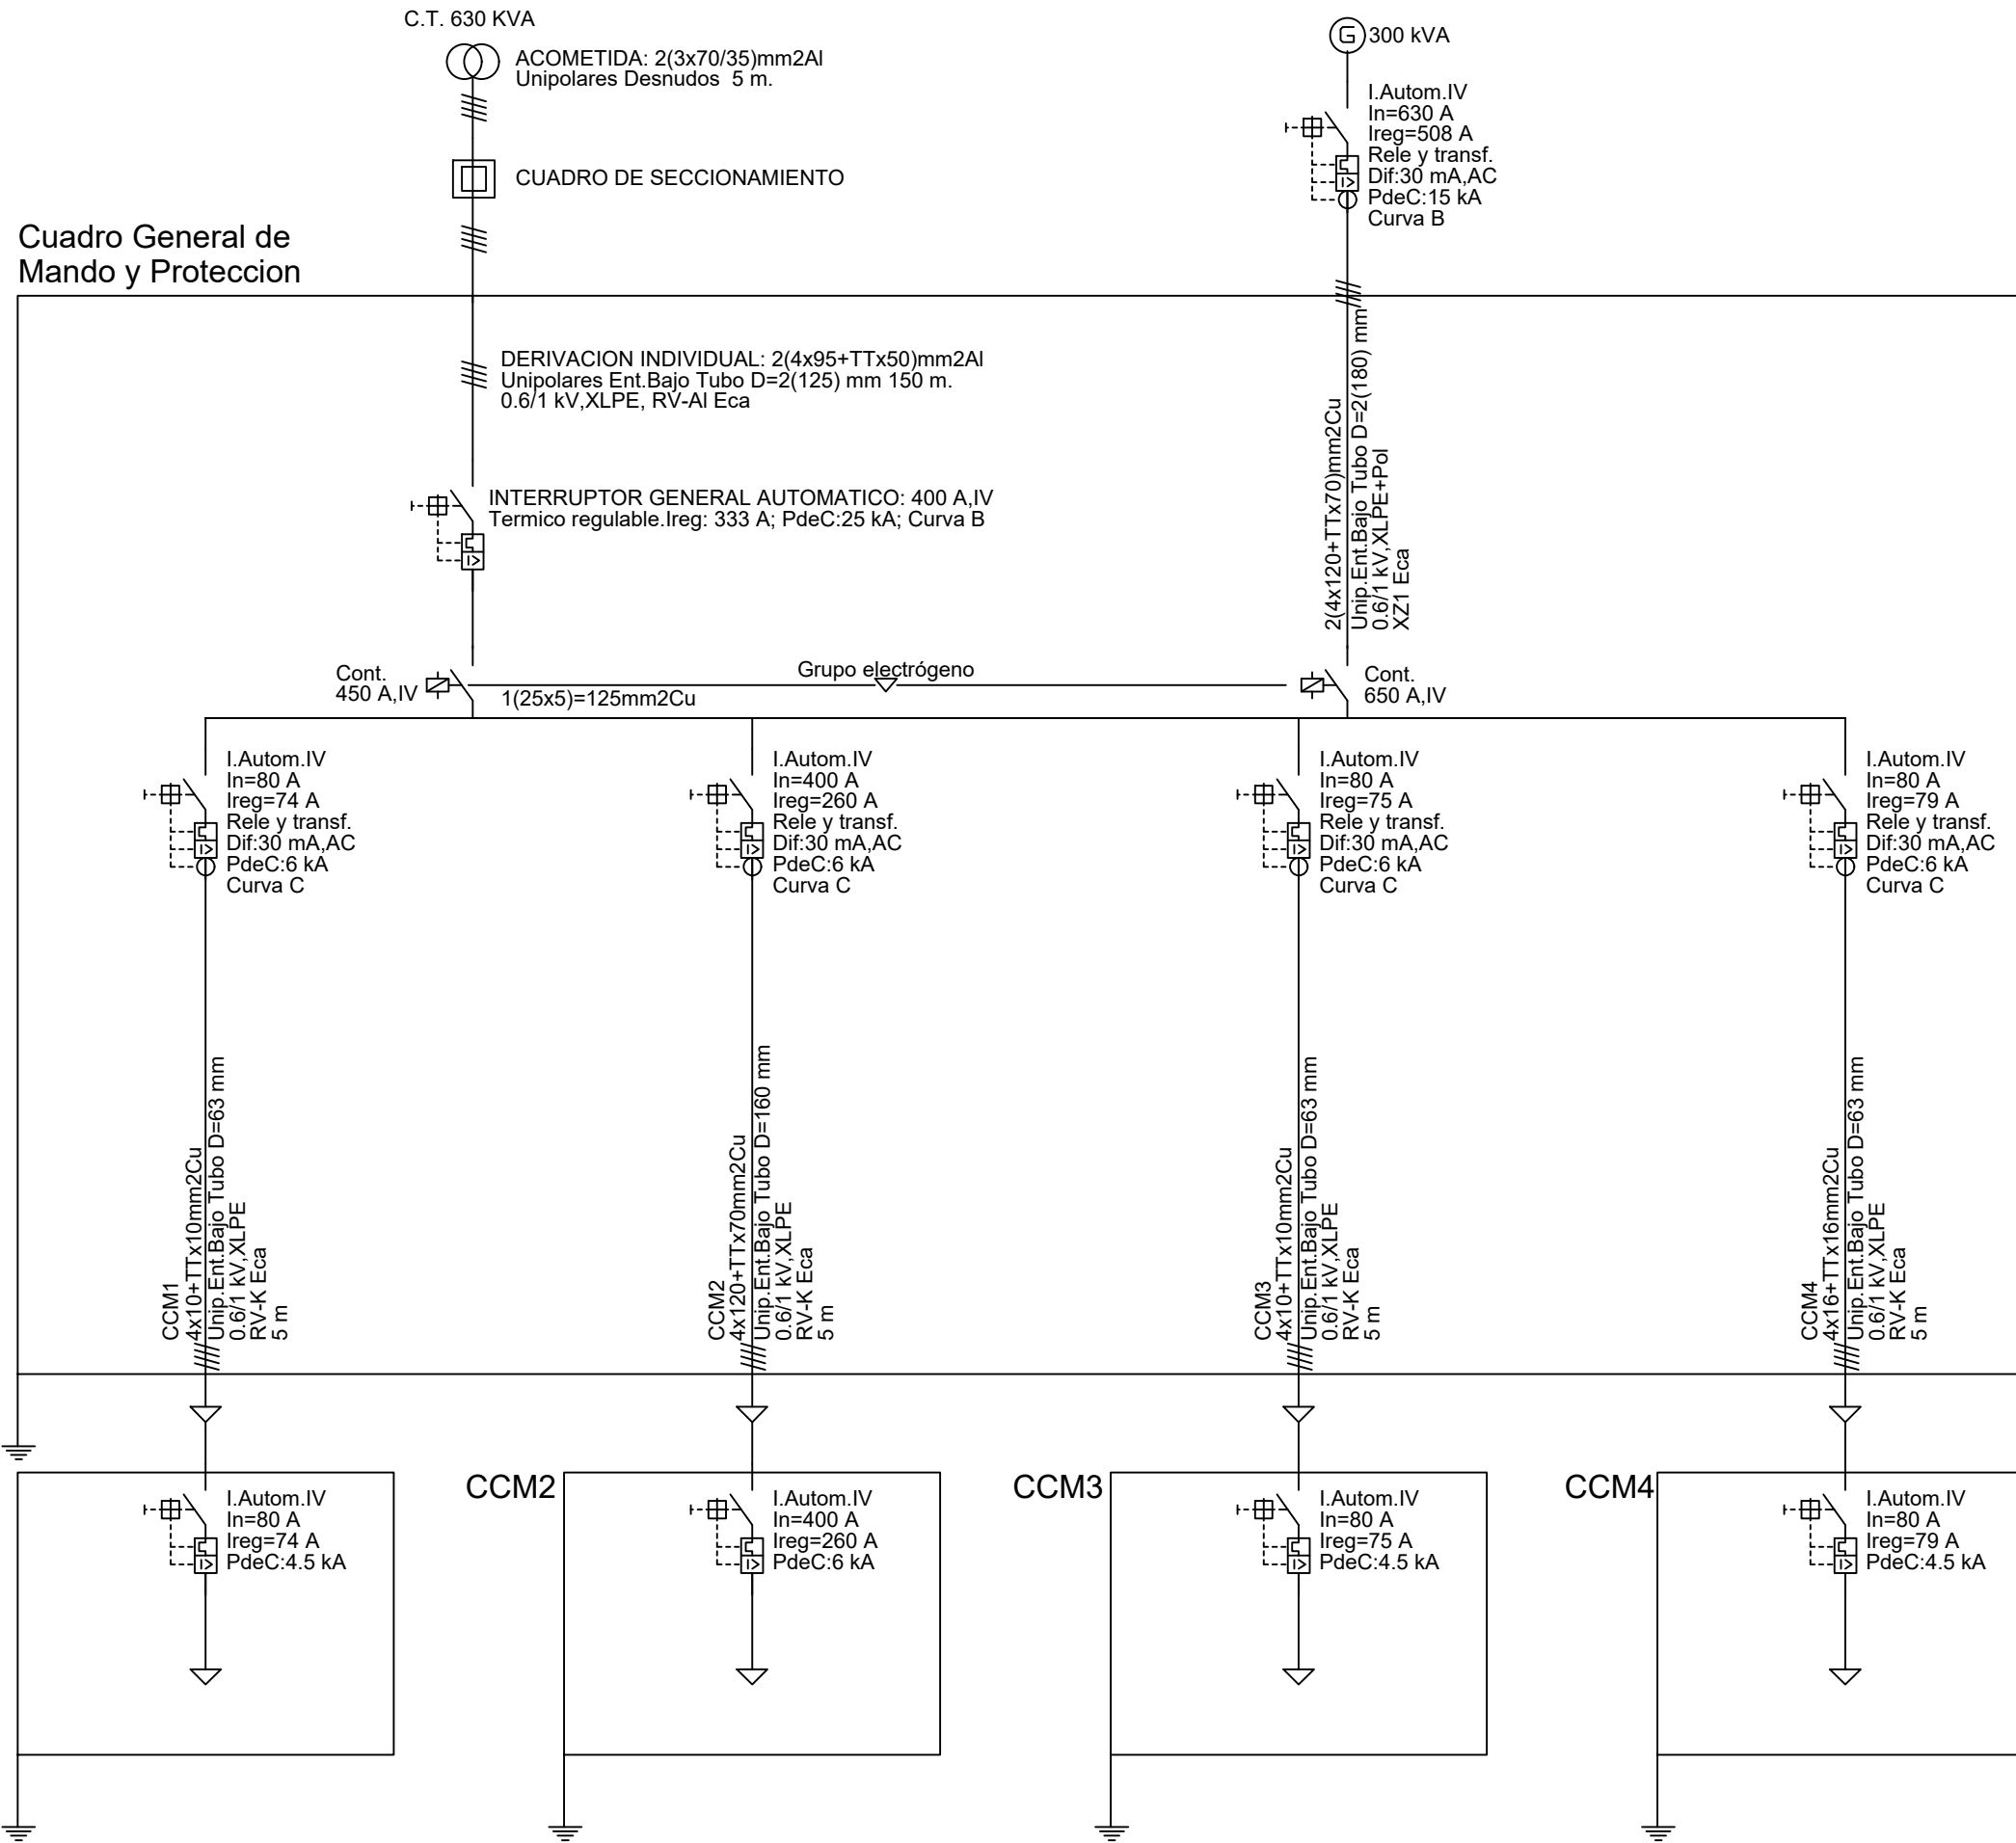 C.T. 630 KVA
ACOMETIDA: 2(3x70/35)mm2Al
Unipolares Desnudos 5 m.
CUADRO DE SECCIONAMIENTO
G
300 kVA
I.Autom.IV
In=630 A
Ireg=508 A
Rele y transf.
Dif:30 mA,AC
PdeC:15 kA
Curva B
Cuadro General de
Mando y Proteccion
DERIVACION INDIVIDUAL: 2(4x95+TTx50)mm2Al
Unipolares Ent.Bajo Tubo D=2(125) mm 150 m.
0.6/1 kV,XLPE, RV-Al Eca
INTERRUPTOR GENERAL AUTOMATICO: 400 A,IV
Termico regulable.Ireg: 333 A; PdeC:25 kA; Curva B
2(4x120+TTx70)mm2Cu
Unip.Ent.Bajo Tubo D=2(180) mm
0.6/1 kV,XLPE+Pol
XZ1 Eca
Cont.
450 A,IV
Grupo electrógeno
1(25x5)=125mm2Cu
Cont.
650 A,IV
I.Autom.IV
In=80 A
Ireg=74 A
Rele y transf.
Dif:30 mA,AC
PdeC:6 kA
Curva C
I.Autom.IV
In=400 A
Ireg=260 A
Rele y transf.
Dif:30 mA,AC
PdeC:6 kA
Curva C
I.Autom.IV
In=80 A
Ireg=75 A
Rele y transf.
Dif:30 mA,AC
PdeC:6 kA
Curva C
I.Autom.IV
In=80 A
Ireg=79 A
Rele y transf.
Dif:30 mA,AC
PdeC:6 kA
Curva C
CCM1
4x10+TTx10mm2Cu
Unip.Ent.Bajo Tubo D=63 mm
0.6/1 kV,XLPE
RV-K Eca
5 m
CCM2
4x120+TTx70mm2Cu
Unip.Ent.Bajo Tubo D=160 mm
0.6/1 kV,XLPE
RV-K Eca
5 m
CCM3
4x10+TTx10mm2Cu
Unip.Ent.Bajo Tubo D=63 mm
0.6/1 kV,XLPE
RV-K Eca
5 m
CCM4
4x16+TTx16mm2Cu
Unip.Ent.Bajo Tubo D=63 mm
0.6/1 kV,XLPE
RV-K Eca
5 m
I.Autom.IV
In=80 A
Ireg=74 A
PdeC:4.5 kA
CCM2
I.Autom.IV
In=400 A
Ireg=260 A
PdeC:6 kA
CCM3
I.Autom.IV
In=80 A
Ireg=75 A
PdeC:4.5 kA
CCM4
I.Autom.IV
In=80 A
Ireg=79 A
PdeC:4.5 kA